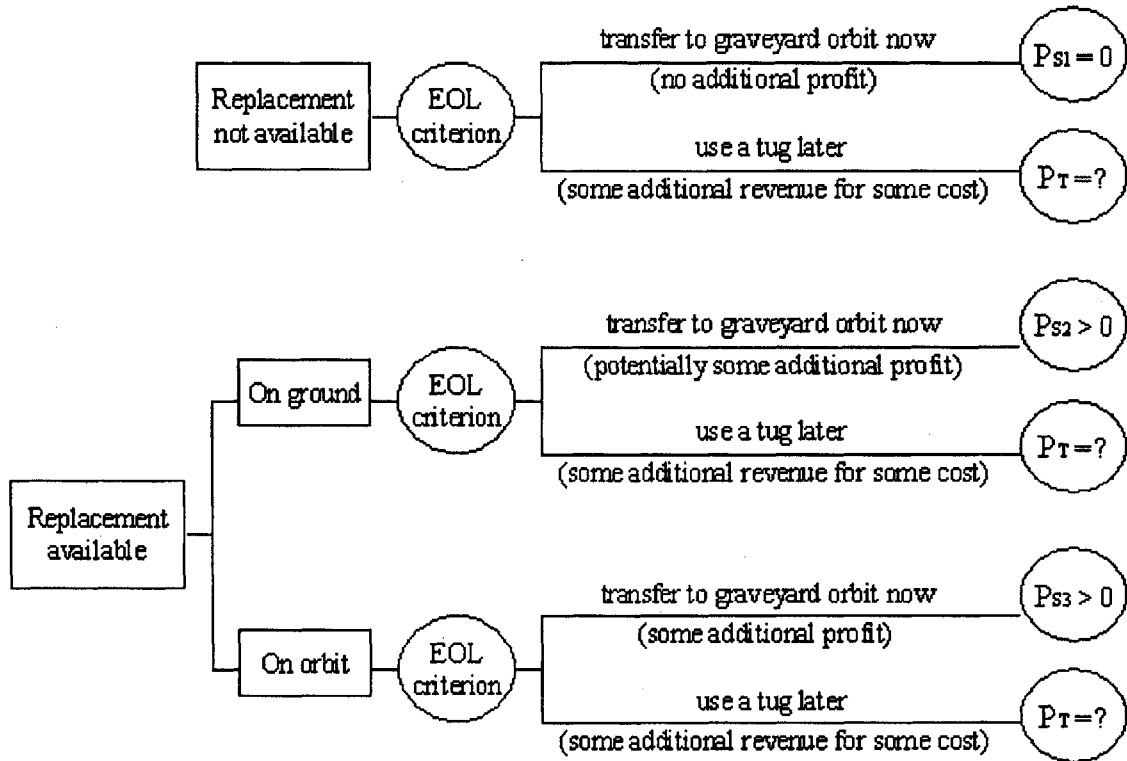 transfer to graveyard orbit now
(no additional profit)
PS1 = 0
Replacement
not available
EOL
criterion
use a tug later
(some additional revenue for some cost)
PT = ?
transfer to graveyard orbit now
(potentially some additional profit)
PS2 > 0
On ground
EOL
criterion
use a tug later
(some additional revenue for some cost)
PT = ?
Replacement
available
transfer to graveyard orbit now
(some additional profit)
PS3 > 0
On orbit
EOL
criterion
use a tug later
(some additional revenue for some cost)
PT = ?